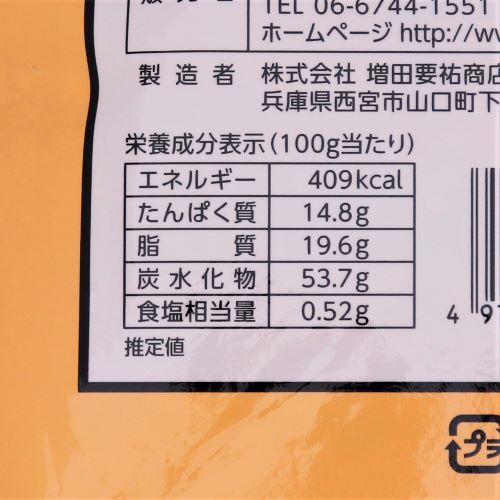 TEL 06-6744-1551
ホームページ http://w
製造者 株式会社 増田要祐商店
兵庫県西宮市山口町下
栄養成分表示(100g当たり)
エネルギー 409kcal
たんぱく質 14.8g
脂質 19.6g
炭水化物 53.7g
食塩相当量 0.52g
推定値
4 91
プラ